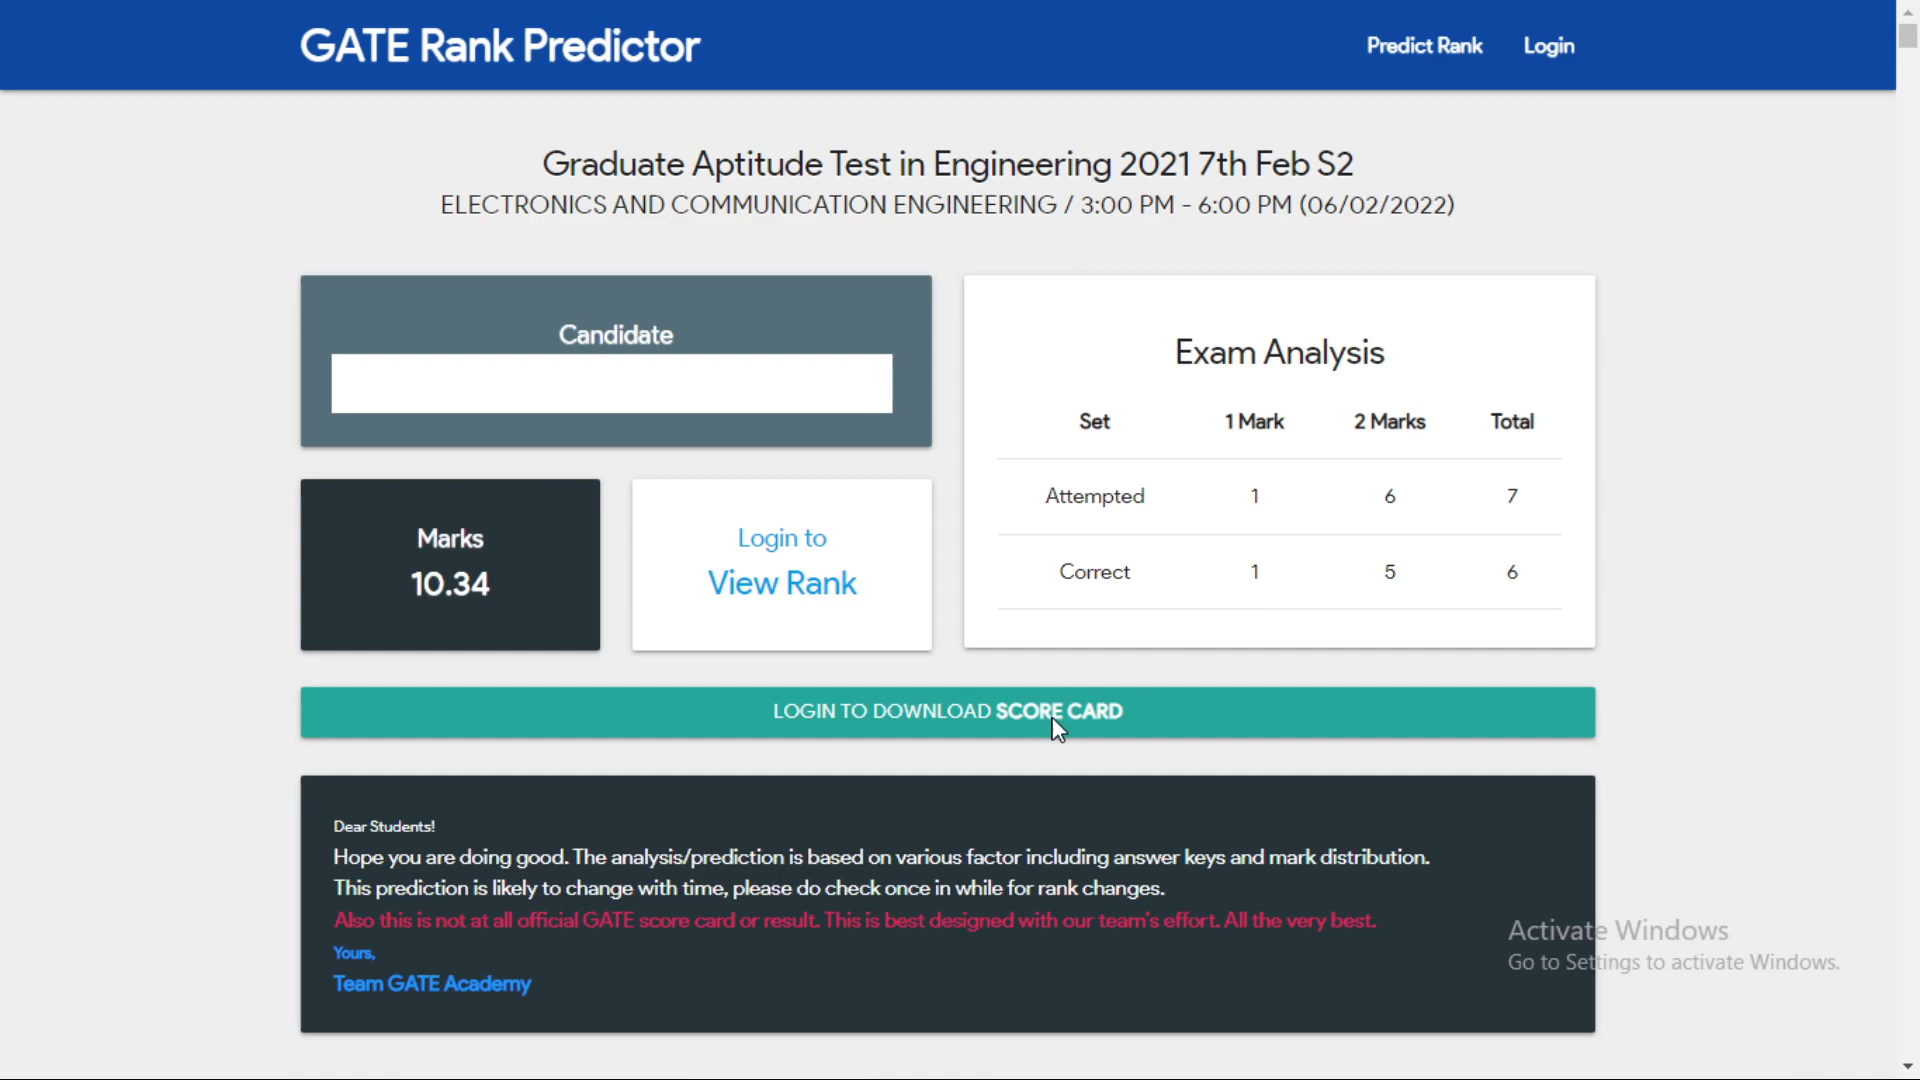 GATE Rank Predictor
Predict Rank Login
Graduate Aptitude Test in Engineering 2021 7th Feb S2
ELECTRONICS AND COMMUNICATION ENGINEERING / 3:00 PM - 6:00 PM (06/02/2022)
Candidate
Exam Analysis
Set 1 Mark 2 Marks Total
Attempted 1 6 7
Correct 1 5 6
Marks
10.34
Login to
View Rank
LOGIN TO DOWNLOAD SCORE CARD
Dear Students!
Hope you are doing good. The analysis/prediction is based on various factor including answer keys and mark distribution.
This prediction is likely to change with time, please do check once in while for rank changes.
Also this is not at all official GATE score card or result. This is best designed with our team's effort. All the very best.
Yours,
Team GATE Academy
Activate Windows
Go to Settings to activate Windows.